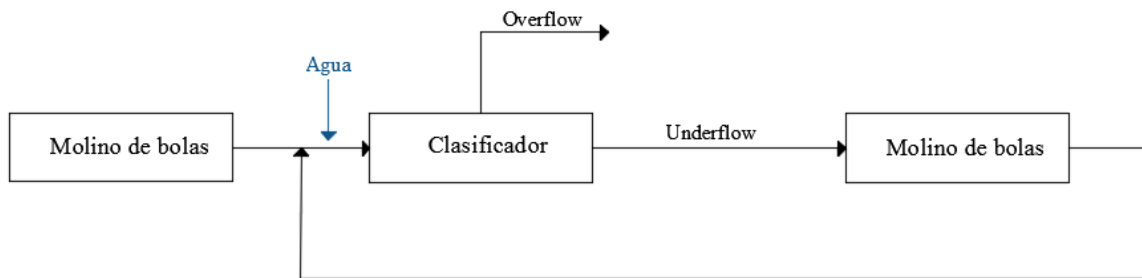 Overflow
Agua
Molino de bolas
Clasificador
Underflow
Molino de bolas